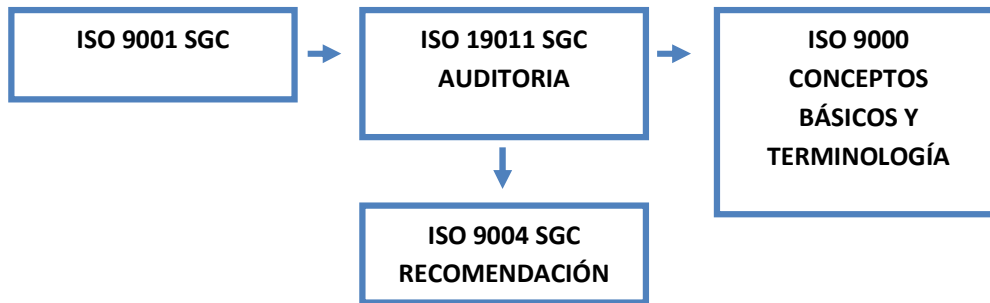 ISO 9001 SGC
ISO 19011 SGC
AUDITORIA
ISO 9000
CONCEPTOS
BÁSICOS Y
TERMINOLOGÍA
ISO 9004 SGC
RECOMENDACIÓN